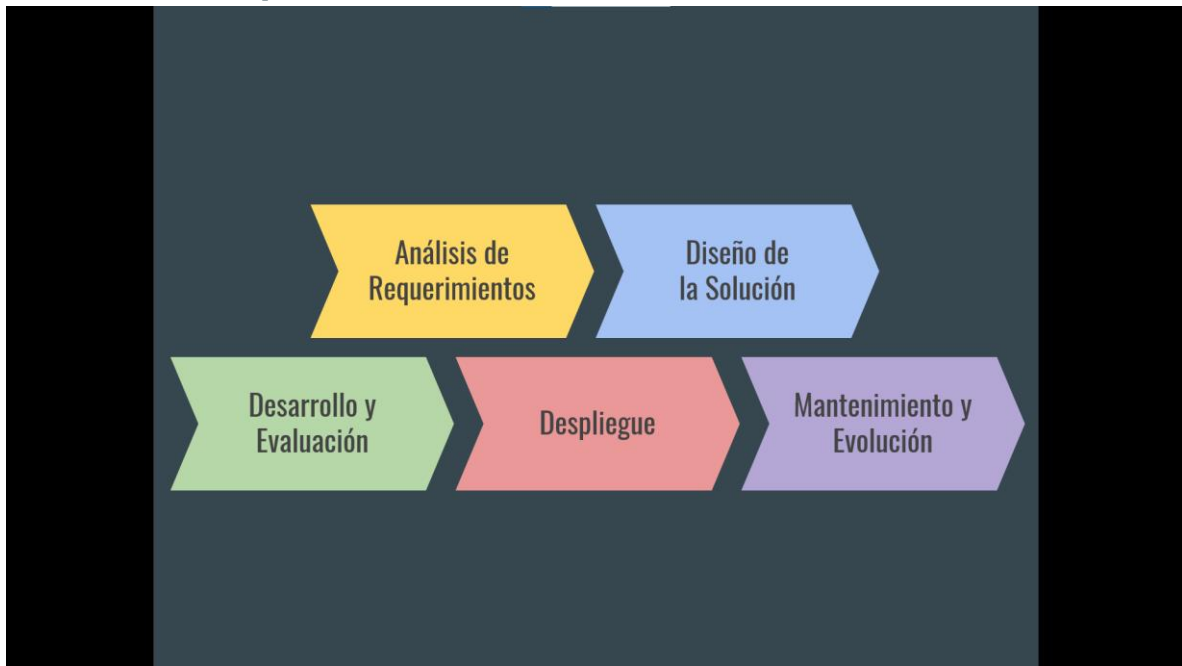 Análisis de
Requerimientos
Diseño de
la Solución
Desarrollo y
Evaluación
Despliegue
Mantenimiento y
Evolución